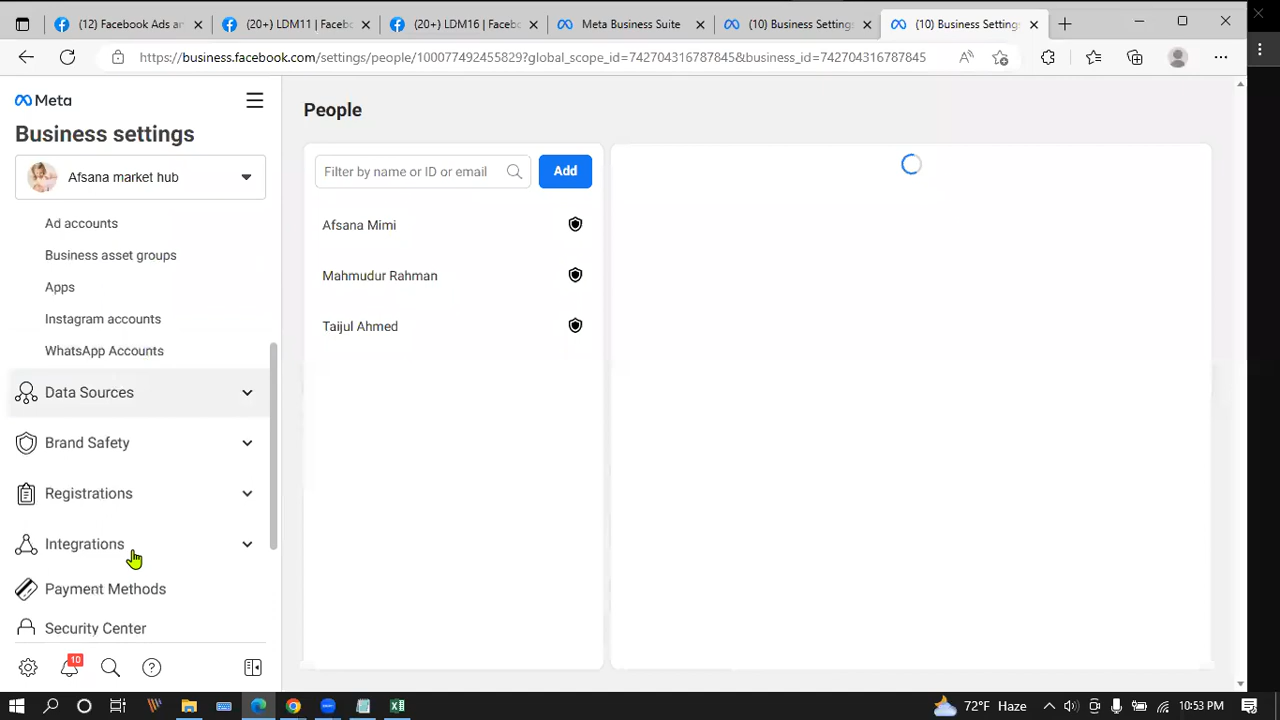 (12) Facebook Ads an
(20+) LDM11 | Facebo
(20+) LDM16 | Facebo
Meta Business Suite
(10) Business Settings
(10) Business Settings
https://business.facebook.com/settings/people/100077492455829?global_scope_id=742704316787845&business_id=742704316787845
Meta
Business settings
Afsana market hub
Ad accounts
Business asset groups
Apps
Instagram accounts
WhatsApp Accounts
Data Sources
Brand Safety
Registrations
Integrations
Payment Methods
Security Center
10
People
Filter by name or ID or email
Add
Afsana Mimi
Mahmudur Rahman
Taijul Ahmed
72°F Haze
10:53 PM